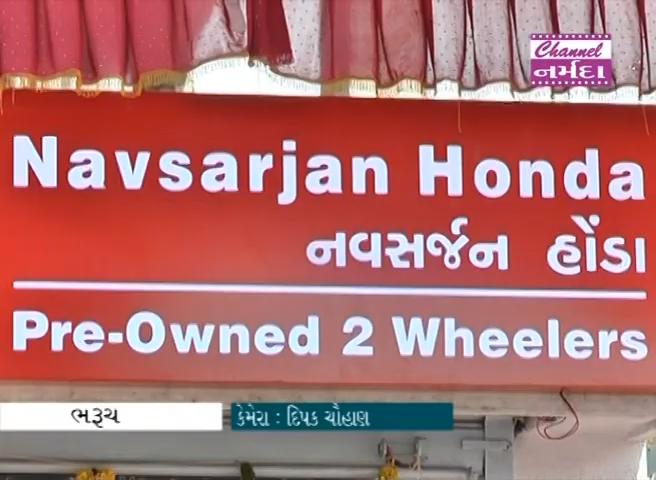 Channel
નર્મદા
Navsarjan Honda
નવસર્જન હોંડા
Pre-Owned 2 Wheelers
ભરૂચ
કેમેરા : દિપક ચૌહાણ